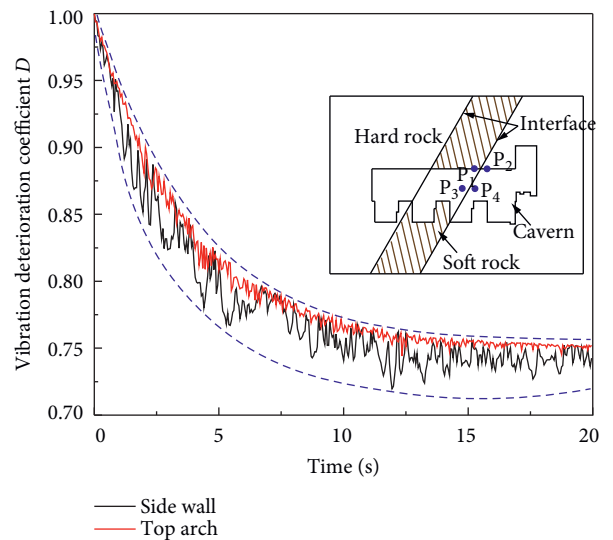 Vibration deterioration coefficient D
1.00
0.95
0.90
0.85
0.80
0.75
0.70
0
5
10
15
20
Time (s)
Hard rock
Interface
P1
P2
P3
P4
Soft rock
Cavern
Side wall
Top arch